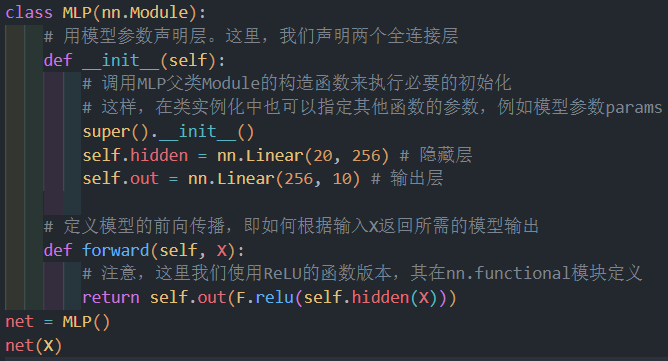 class MLP(nn.Module):
# 用模型参数声明层。这里，我们声明两个全连接层
def __init__(self):
# 调用MLP父类Module的构造函数来执行必要的初始化
# 这样，在类实例化中也可以指定其他函数的参数，例如模型参数params
super().__init__()
self.hidden = nn.Linear(20, 256) # 隐藏层
self.out = nn.Linear(256, 10) # 输出层
# 定义模型的前向传播，即如何根据输入X返回所需的模型输出
def forward(self, X):
# 注意，这里我们使用ReLU的函数版本，其在nn.functional模块定义
return self.out(F.relu(self.hidden(X)))
net = MLP()
net(X)